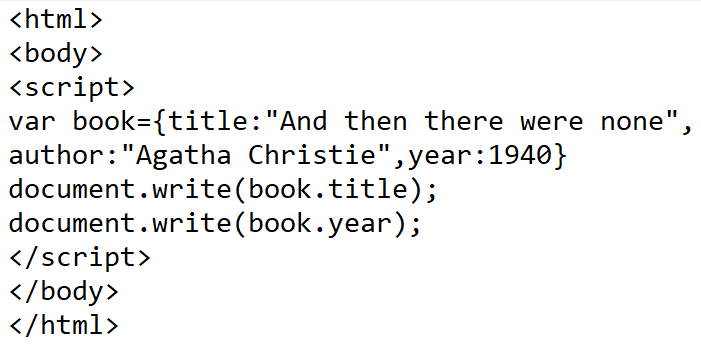 <html>
<body>
<script>
var book={title:"And then there were none",
author:"Agatha Christie",year:1940}
document.write(book.title);
document.write(book.year);
</script>
</body>
</html>